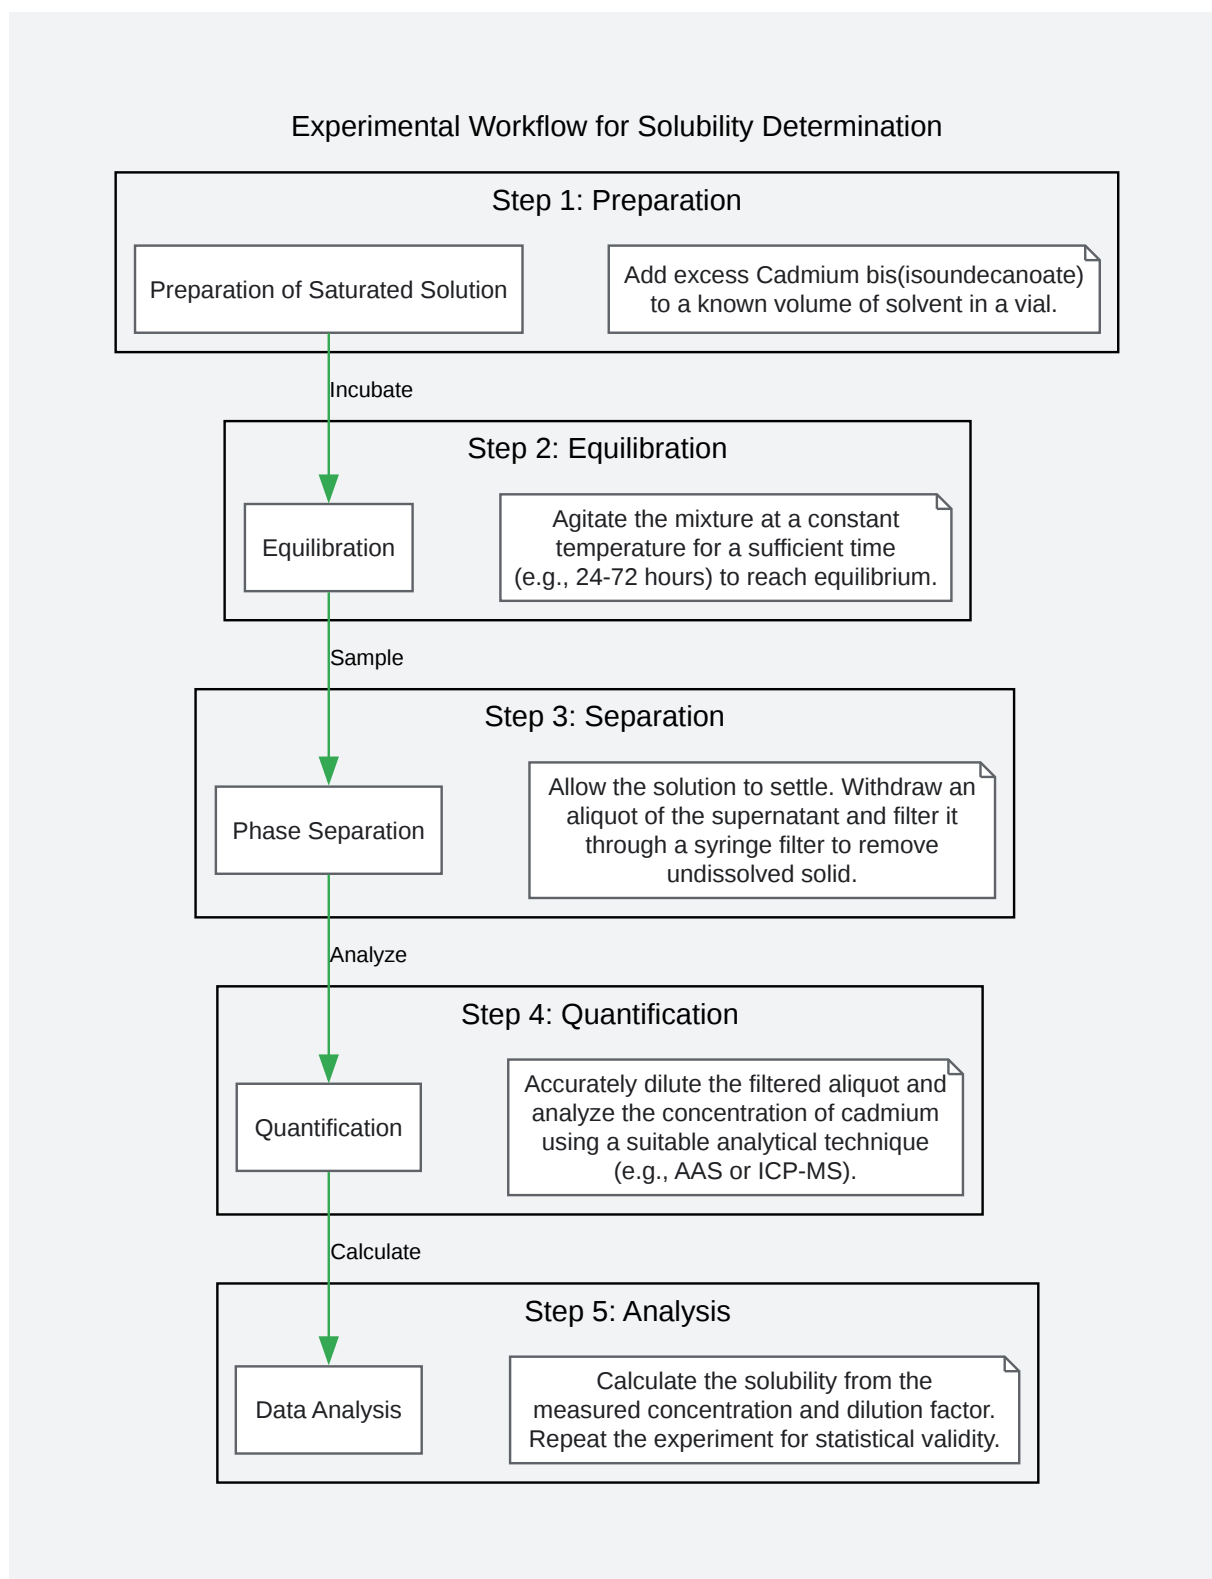 Experimental Workflow for Solubility Determination
Step 1: Preparation
Preparation of Saturated Solution
Add excess Cadmium bis(isoundecanoate)
to a known volume of solvent in a vial.
Incubate
Step 2: Equilibration
Equilibration
Agitate the mixture at a constant
temperature for a sufficient time
(e.g., 24-72 hours) to reach equilibrium.
Sample
Step 3: Separation
Phase Separation
Allow the solution to settle. Withdraw an
aliquot of the supernatant and filter it
through a syringe filter to remove
undissolved solid.
Analyze
Step 4: Quantification
Quantification
Accurately dilute the filtered aliquot and
analyze the concentration of cadmium
using a suitable analytical technique
(e.g., AAS or ICP-MS).
Calculate
Step 5: Analysis
Data Analysis
Calculate the solubility from the
measured concentration and dilution factor.
Repeat the experiment for statistical validity.